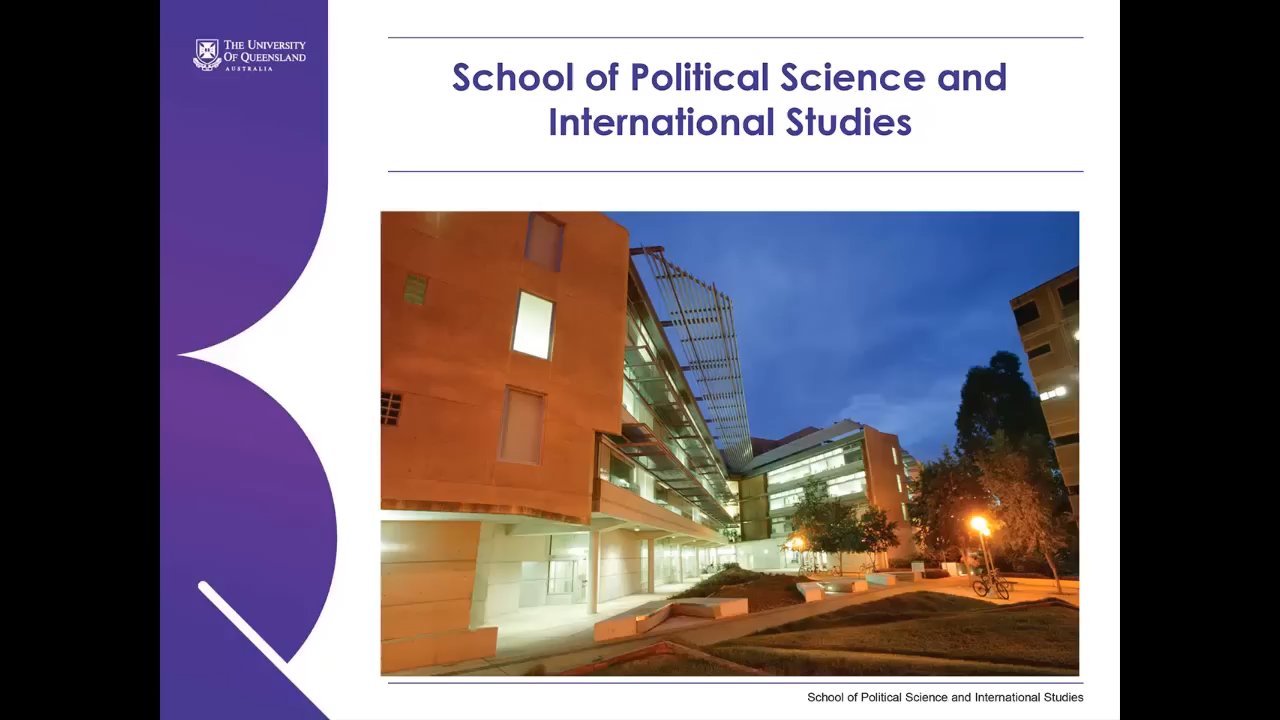 THE UNIVERSITY
OF QUEENSLAND
AUSTRALIA
School of Political Science and
International Studies
School of Political Science and International Studies